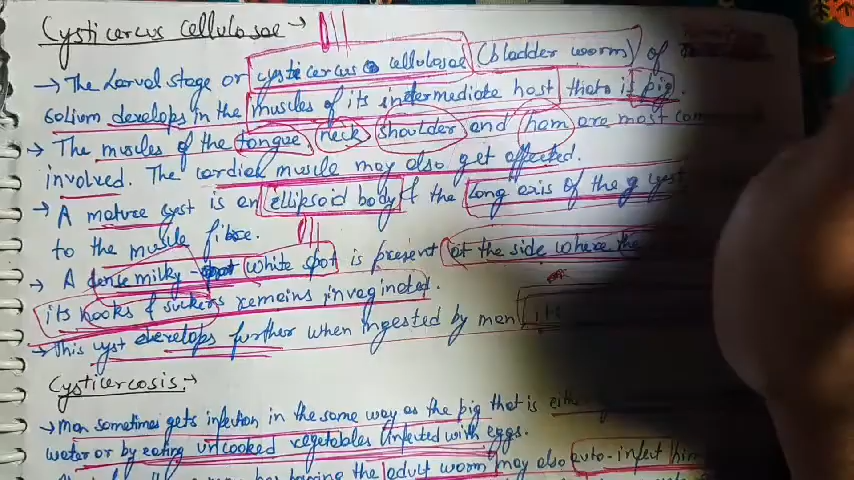 Cysticercus cellulosae →
→ The Larval stage or cysticercus cellulosae (bladder worm) of
solium develops in the muscles of its intermediate host thats is pig.
→ The muscles of the tongue, neck, shoulder and ham are most com
involved. The cardiac muscle may also get affected.
→ A mature cyst is an ellipsoid body & the long axis of the cyst
to the muscle fibre.
→ A dense milky white spot is present at the side where the
its hooks & suckers remains invaginated.
→ This cyst develops further when ingested by man its
Cysticercosis →
→ Man sometimes gets infection in the same way as the pig that is
water or by eating uncooked vegetables (infected with eggs.
having the adult worm may also auto-infect